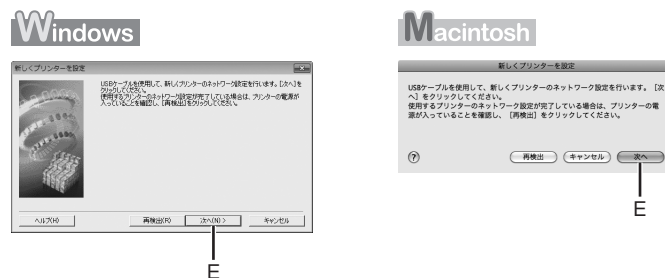 Windows
Macintosh
新しくプリンターを設定
USBケーブルを使用して、新しくプリンターのネットワーク設定を行います。[次へ]を
クリックしてください。
使用するプリンターのネットワーク設定が完了している場合は、プリンターの電源が
入っていることを確認し、[再検出]をクリックしてください。
ヘルプ(H)
再検出(R)
次へ(N) >
キャンセル
E
新しくプリンターを設定
USBケーブルを使用して、新しくプリンターのネットワーク設定を行います。［次
へ］をクリックしてください。
使用するプリンターのネットワーク設定が完了している場合は、プリンターの電
源が入っていることを確認し、［再検出］をクリックしてください。
?
再検出
キャンセル
次へ
E